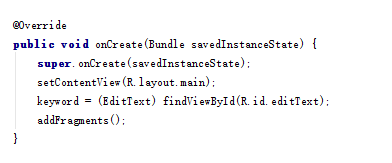 @Override
public void onCreate(Bundle savedInstanceState) {
super.onCreate(savedInstanceState);
setContentView(R.layout.main);
keyword = (EditText) findViewById(R.id.editText);
addFragments();
}